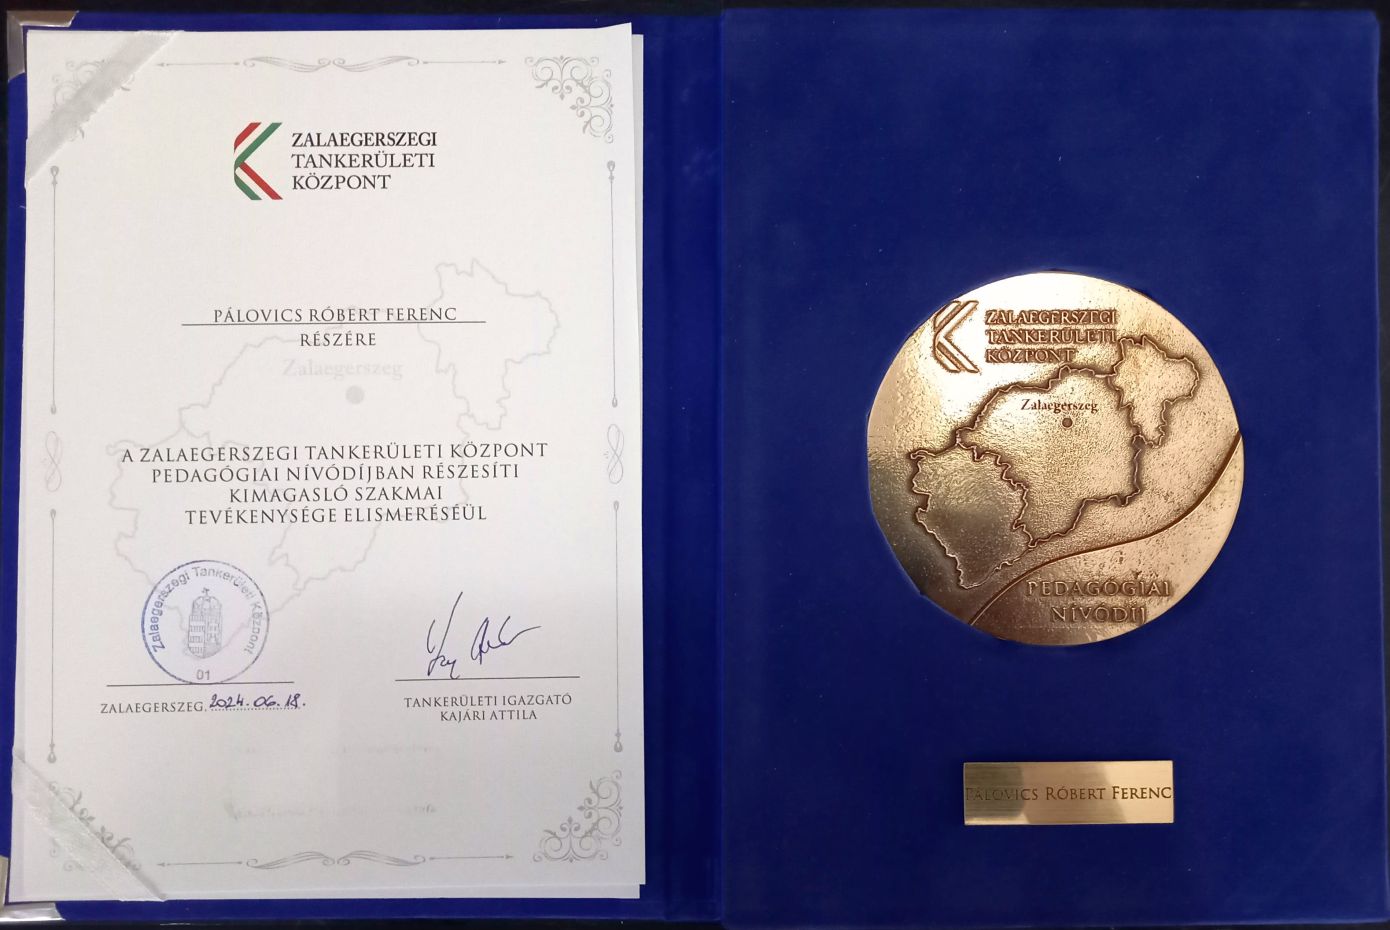 ZALAEGERSZEGI
TANKERÜLETI
KÖZPONT
PÁLOVICS RÓBERT FERENC
RÉSZÉRE
Zalaegerszeg
A ZALAEGERSZEGI TANKERÜLETI KÖZPONT
PEDAGÓGIAI NÍVÓDÍJBAN RÉSZESÍTI
KIMAGASLÓ SZAKMAI
TEVÉKENYSÉGE ELISMERÉSÉÜL
Zalaegerszegi Tankerületi Központ
01
ZALAEGERSZEG, 2024.06.18.
TANKERÜLETI IGAZGATÓ
KAJÁRI ATTILA
ZALAEGERSZEGI
TANKERÜLETI
KÖZPONT
Zalaegerszeg
PEDAGÓGIAI
NÍVÓDÍJ
PÁLOVICS RÓBERT FERENC